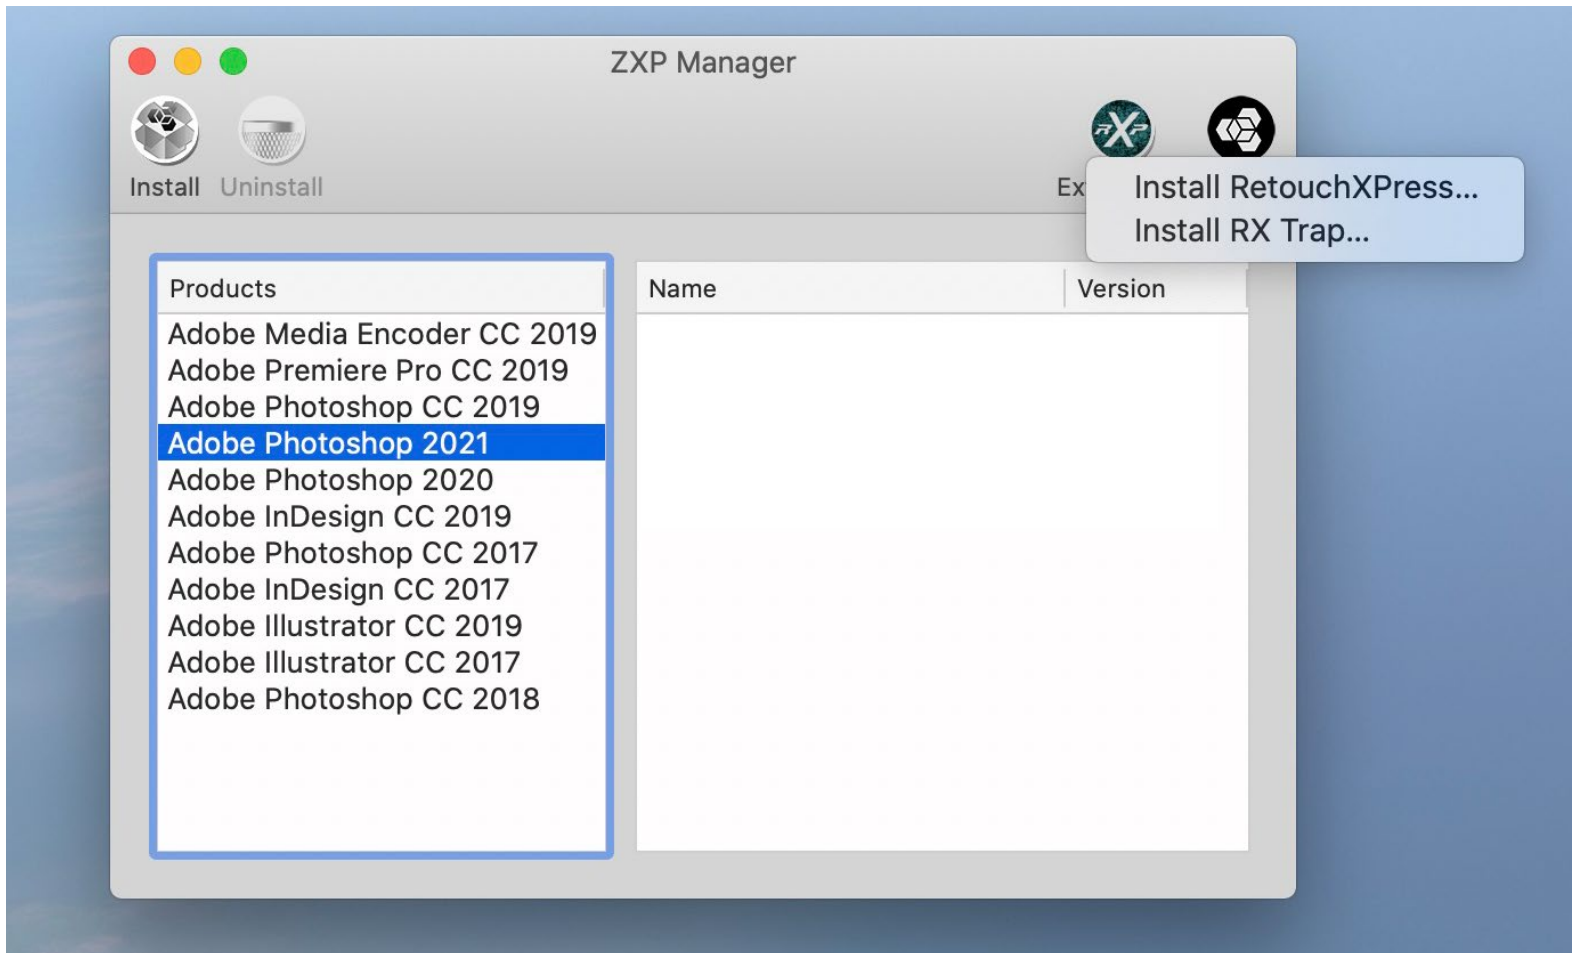 ZXP Manager
Install Uninstall
RXP
Install RetouchXPress...
Install RX Trap...
Products
Name Version
Adobe Media Encoder CC 2019
Adobe Premiere Pro CC 2019
Adobe Photoshop CC 2019
Adobe Photoshop 2021
Adobe Photoshop 2020
Adobe InDesign CC 2019
Adobe Photoshop CC 2017
Adobe InDesign CC 2017
Adobe Illustrator CC 2019
Adobe Illustrator CC 2017
Adobe Photoshop CC 2018